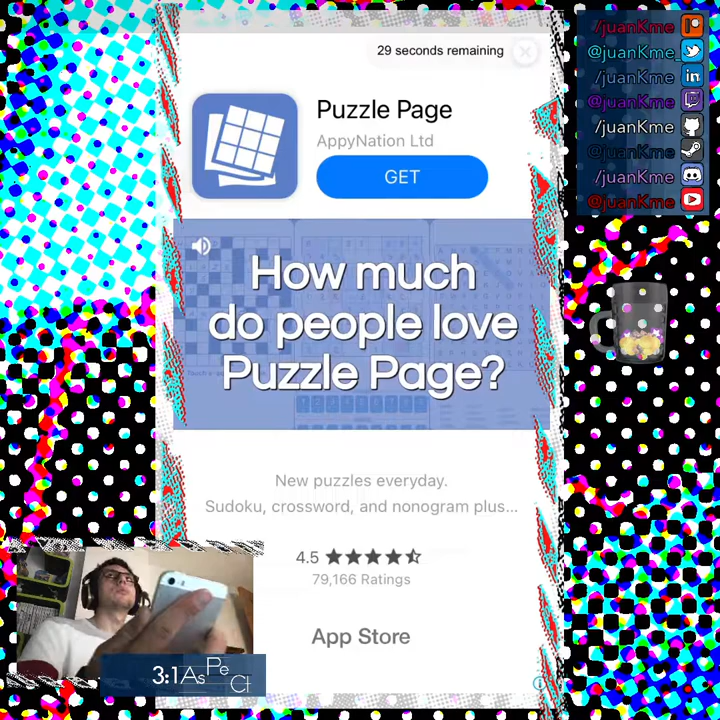 29 seconds remaining
Puzzle Page
AppyNation Ltd
GET
How much
do people love
Puzzle Page?
New puzzles everyday.
Sudoku, crossword, and nonogram plus...
4.5
79,166 Ratings
App Store
/juanKme
@juanKme_
/juanKme
@juanKme
/juanKme
@juanKme
/juanKme
@juanKme
3:1AsPeCt